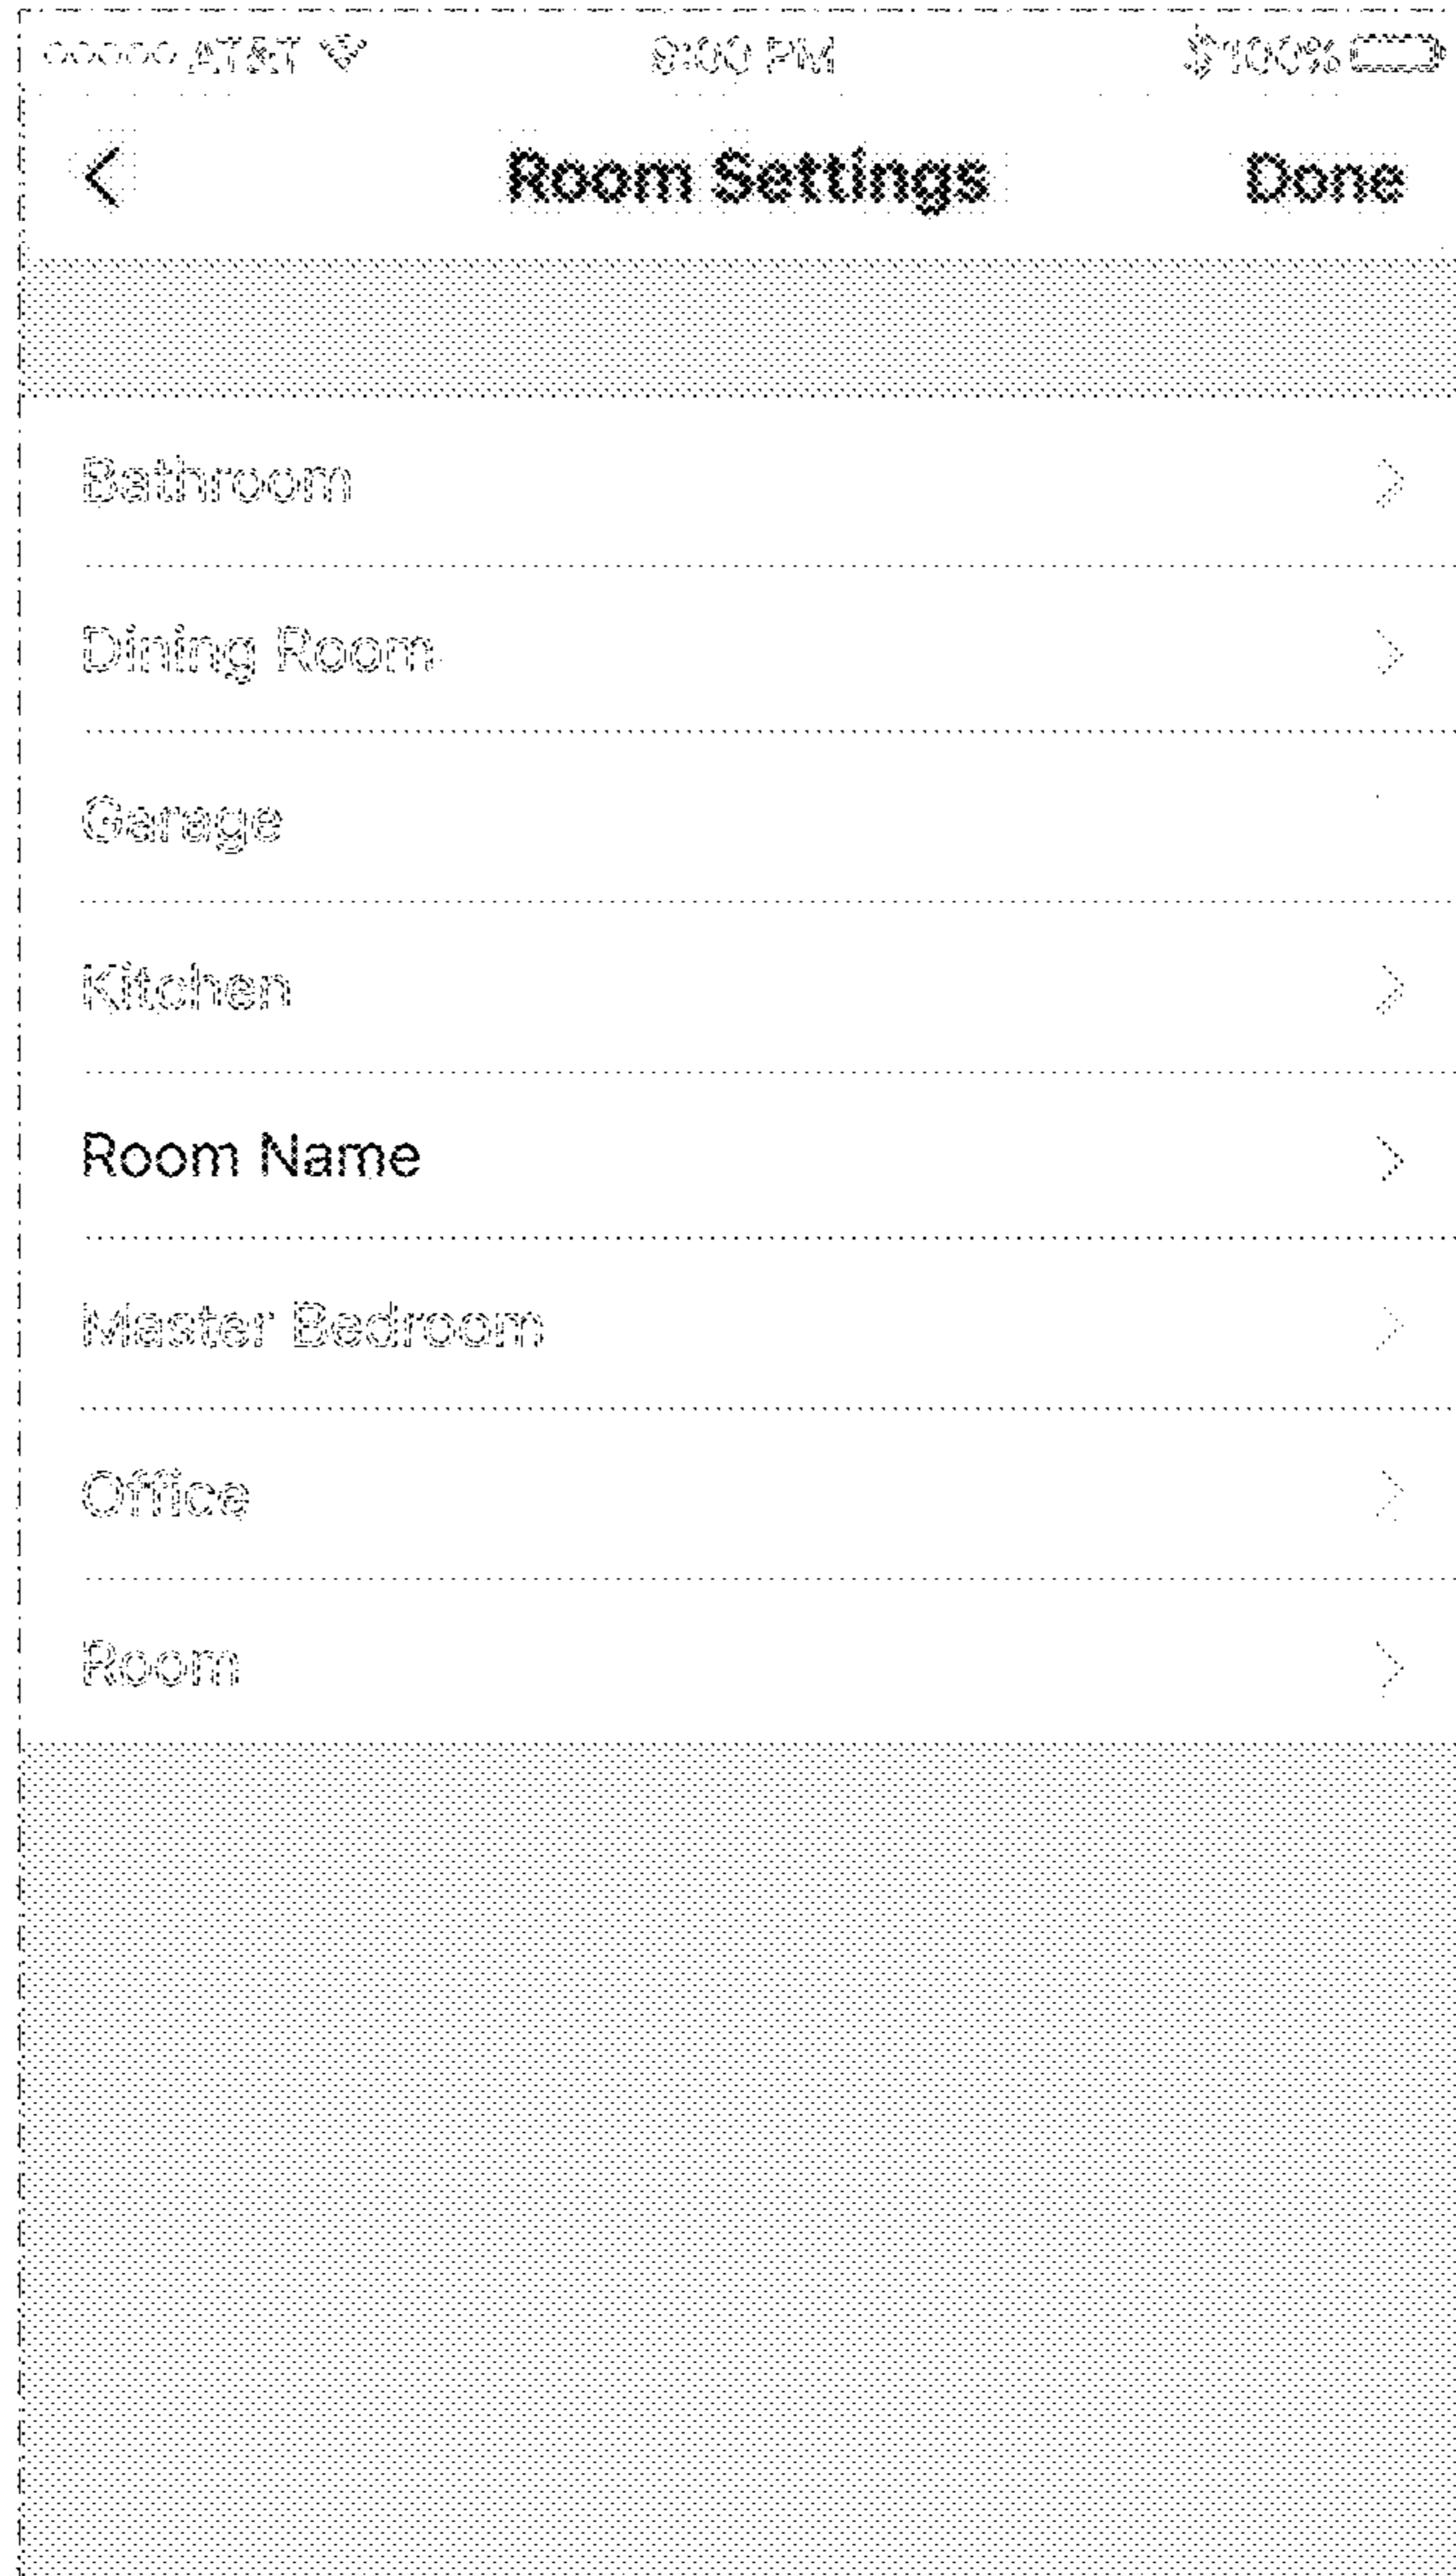 AT&T 9:00 PM 100%
Room Settings Done
Bathroom
Dining Room
Garage
Kitchen
Room Name
Master Bedroom
Office
Room